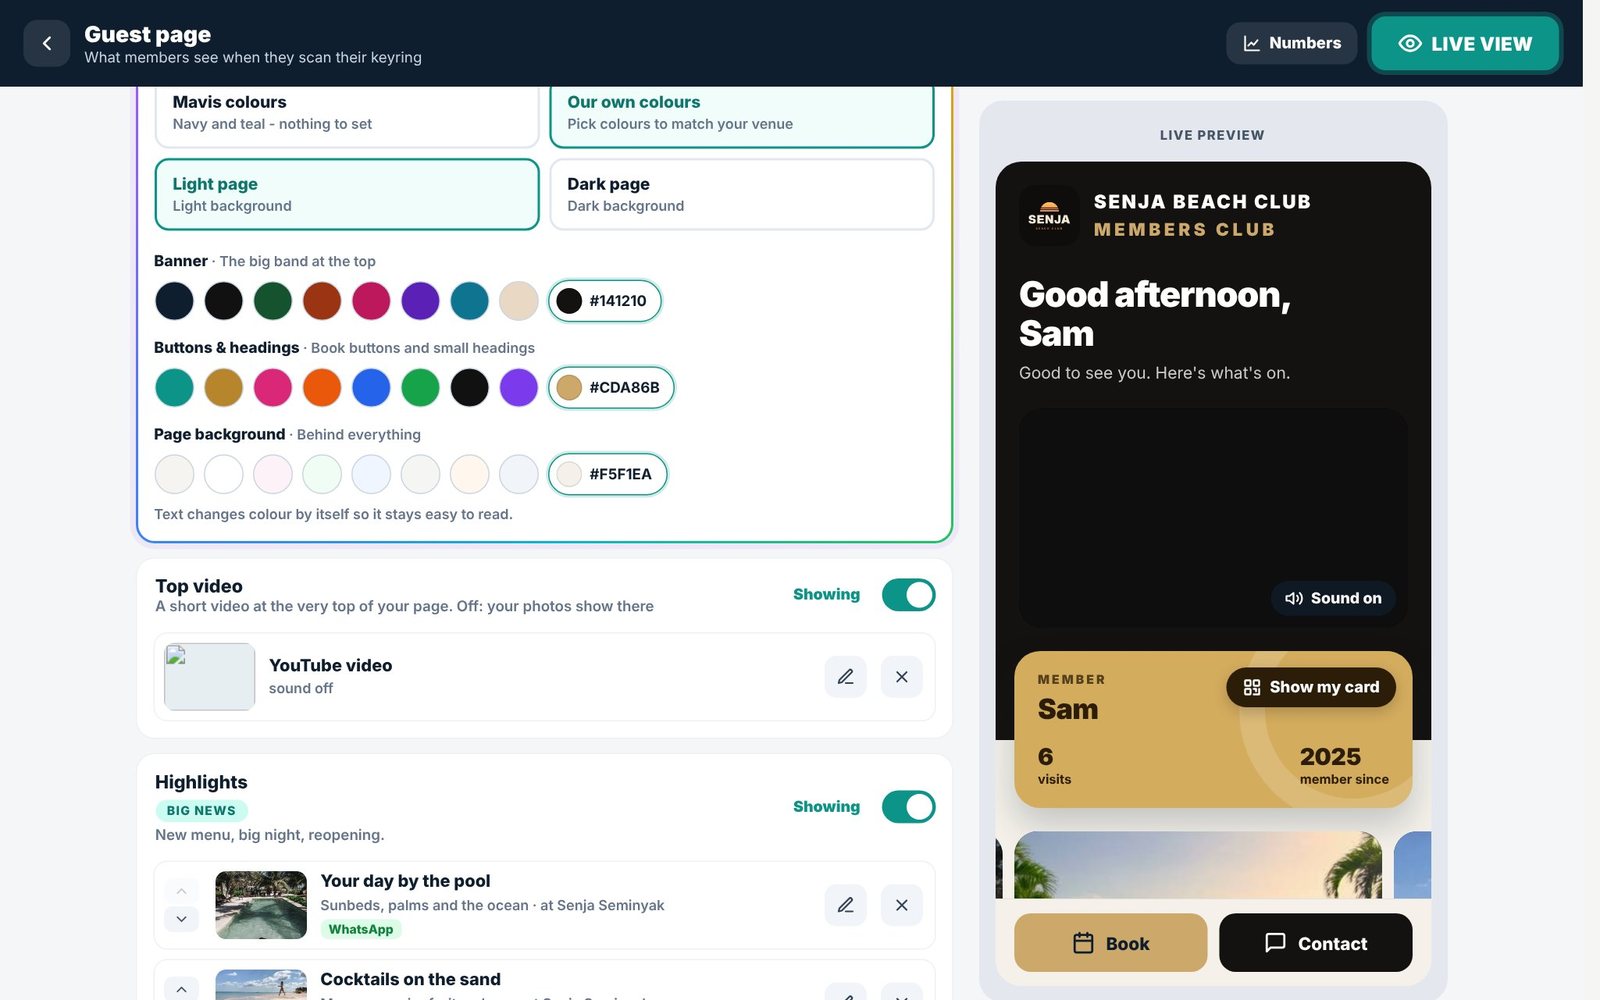 Guest page
What members see when they scan their keyring
Numbers
LIVE VIEW
Mavis colours
Navy and teal - nothing to set
Our own colours
Pick colours to match your venue
Light page
Light background
Dark page
Dark background
Banner · The big band at the top
#141210
Buttons & headings · Book buttons and small headings
#CDA86B
Page background · Behind everything
#F5F1EA
Text changes colour by itself so it stays easy to read.
Top video
A short video at the very top of your page. Off: your photos show there
Showing
YouTube video
sound off
Highlights
BIG NEWS
New menu, big night, reopening.
Showing
Your day by the pool
Sunbeds, palms and the ocean · at Senja Seminyak
WhatsApp
Cocktails on the sand
LIVE PREVIEW
SENJA
SENJA BEACH CLUB
MEMBERS CLUB
Good afternoon,
Sam
Good to see you. Here's what's on.
Sound on
MEMBER
Sam
Show my card
6
visits
2025
member since
Book
Contact